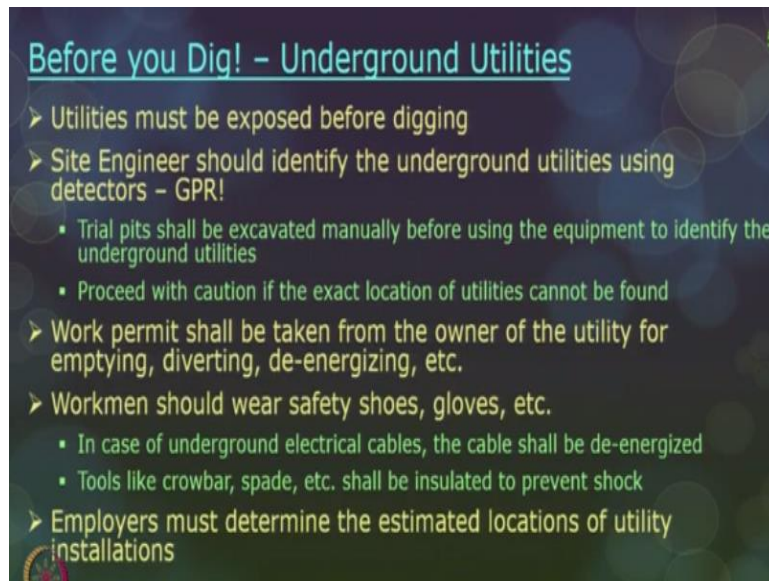 Before you Dig! – Underground Utilities
➢ Utilities must be exposed before digging
➢ Site Engineer should identify the underground utilities using
detectors – GPR!
▪ Trial pits shall be excavated manually before using the equipment to identify the
underground utilities
▪ Proceed with caution if the exact location of utilities cannot be found
➢ Work permit shall be taken from the owner of the utility for
emptying, diverting, de-energizing, etc.
➢ Workmen should wear safety shoes, gloves, etc.
▪ In case of underground electrical cables, the cable shall be de-energized
▪ Tools like crowbar, spade, etc. shall be insulated to prevent shock
➢ Employers must determine the estimated locations of utility
installations